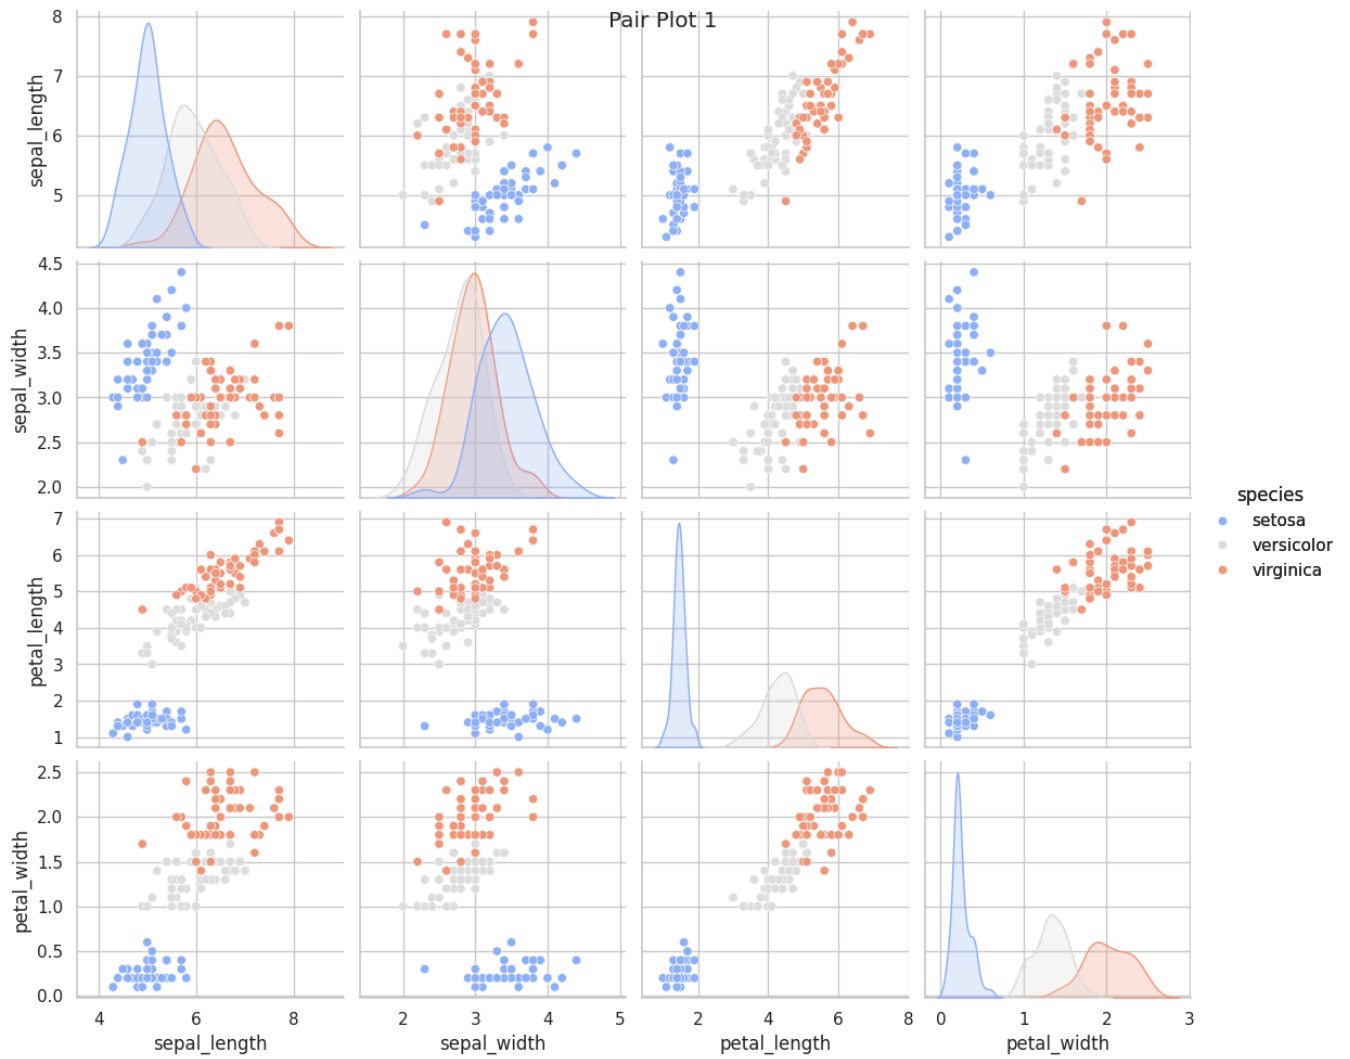 Pair Plot 1
8
7
6
5
sepal_length
4.5
4.0
3.5
3.0
2.5
2.0
sepal_width
7
6
5
4
3
2
1
petal_length
2.5
2.0
1.5
1.0
0.5
0.0
petal_width
4 6 8
sepal_length
2 3 4 5
sepal_width
2 4 6 8
petal_length
0 1 2 3
petal_width
species
setosa
versicolor
virginica